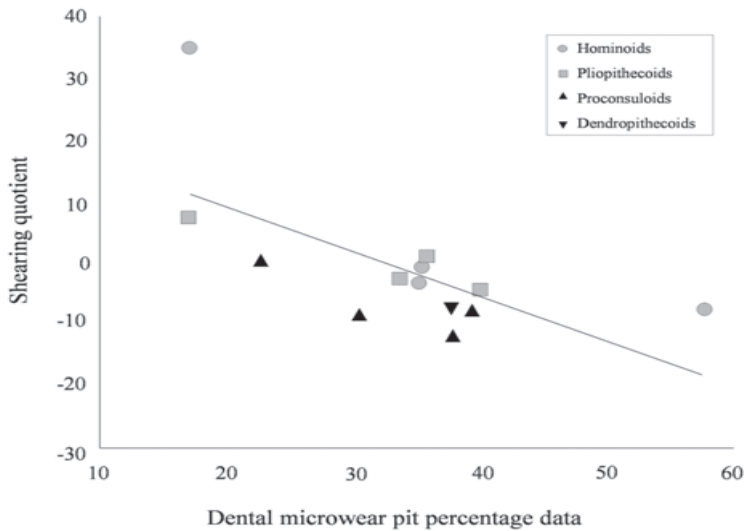 40
30
20
10
0
-10
-20
-30
Shearing quotient
Hominoids
Pliopithecoids
Proconsuloids
Dendropithecoids
10 20 30 40 50 60
Dental microwear pit percentage data